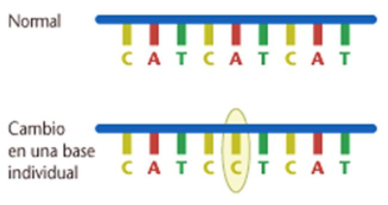 Normal
C A T C A T C A T
Cambio
en una base
individual
C A T C C T C A T